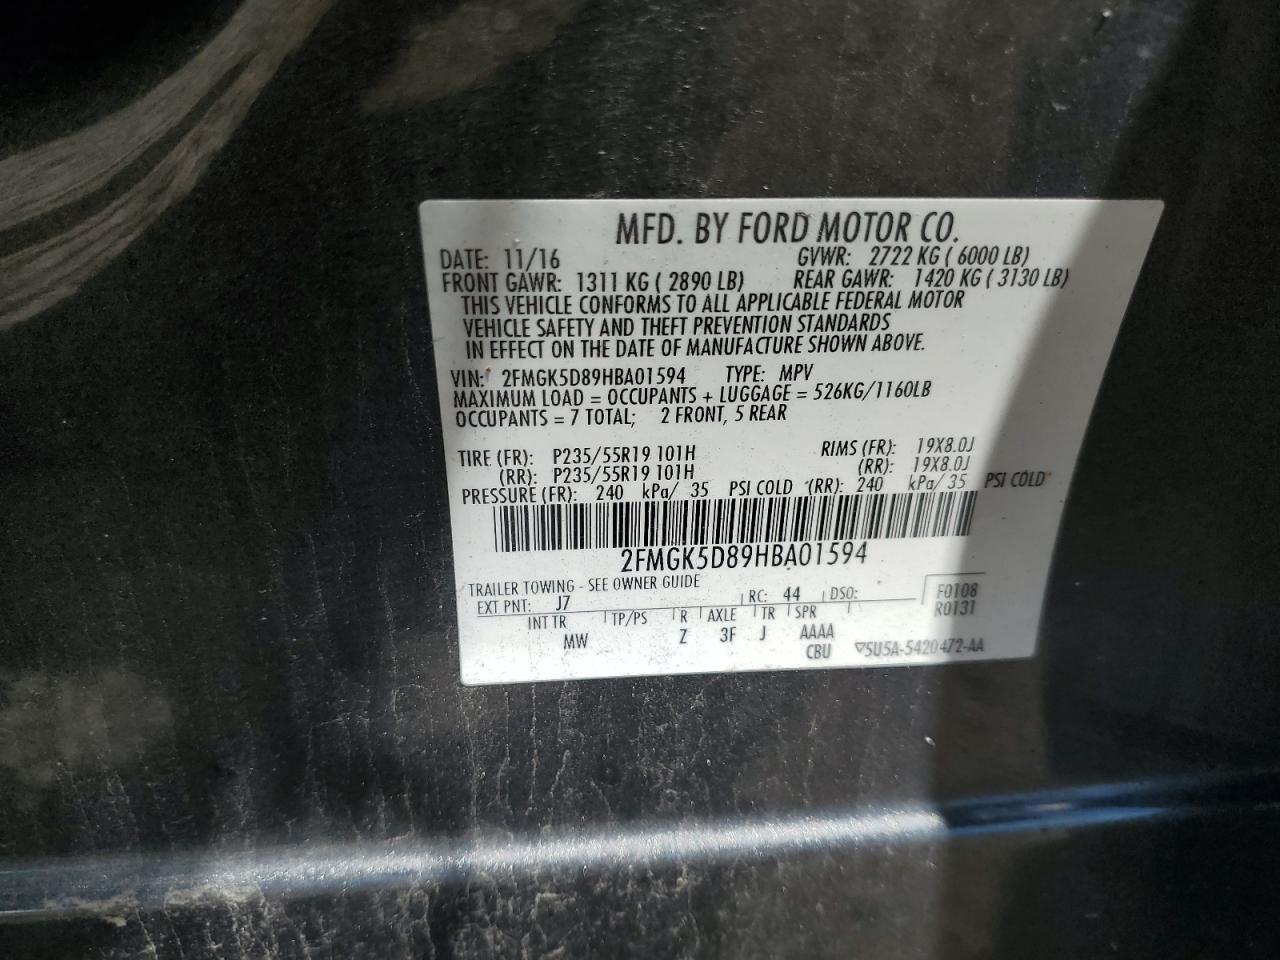 MFD. BY FORD MOTOR CO.
DATE: 11/16 GVWR: 2722 KG ( 6000 LB)
FRONT GAWR: 1311 KG ( 2890 LB) REAR GAWR: 1420 KG ( 3130 LB)
THIS VEHICLE CONFORMS TO ALL APPLICABLE FEDERAL MOTOR
VEHICLE SAFETY AND THEFT PREVENTION STANDARDS
IN EFFECT ON THE DATE OF MANUFACTURE SHOWN ABOVE.
VIN: 2FMGK5D89HBA01594 TYPE: MPV
MAXIMUM LOAD = OCCUPANTS + LUGGAGE = 526KG/1160LB
OCCUPANTS = 7 TOTAL; 2 FRONT, 5 REAR
TIRE (FR): P235/55R19 101H RIMS (FR): 19X8.0J
(RR): P235/55R19 101H (RR): 19X8.0J
PRESSURE (FR): 240 kPa/ 35 PSI COLD (RR): 240 kPa/ 35 PSI COLD
2FMGK5D89HBA01594
TRAILER TOWING - SEE OWNER GUIDE
EXT PNT: J7 RC: 44 DSO: F0108
R0131
INT TR TP/PS R AXLE TR SPR
MW Z 3F J AAAA
CBU ▽5U5A-5420472-AA